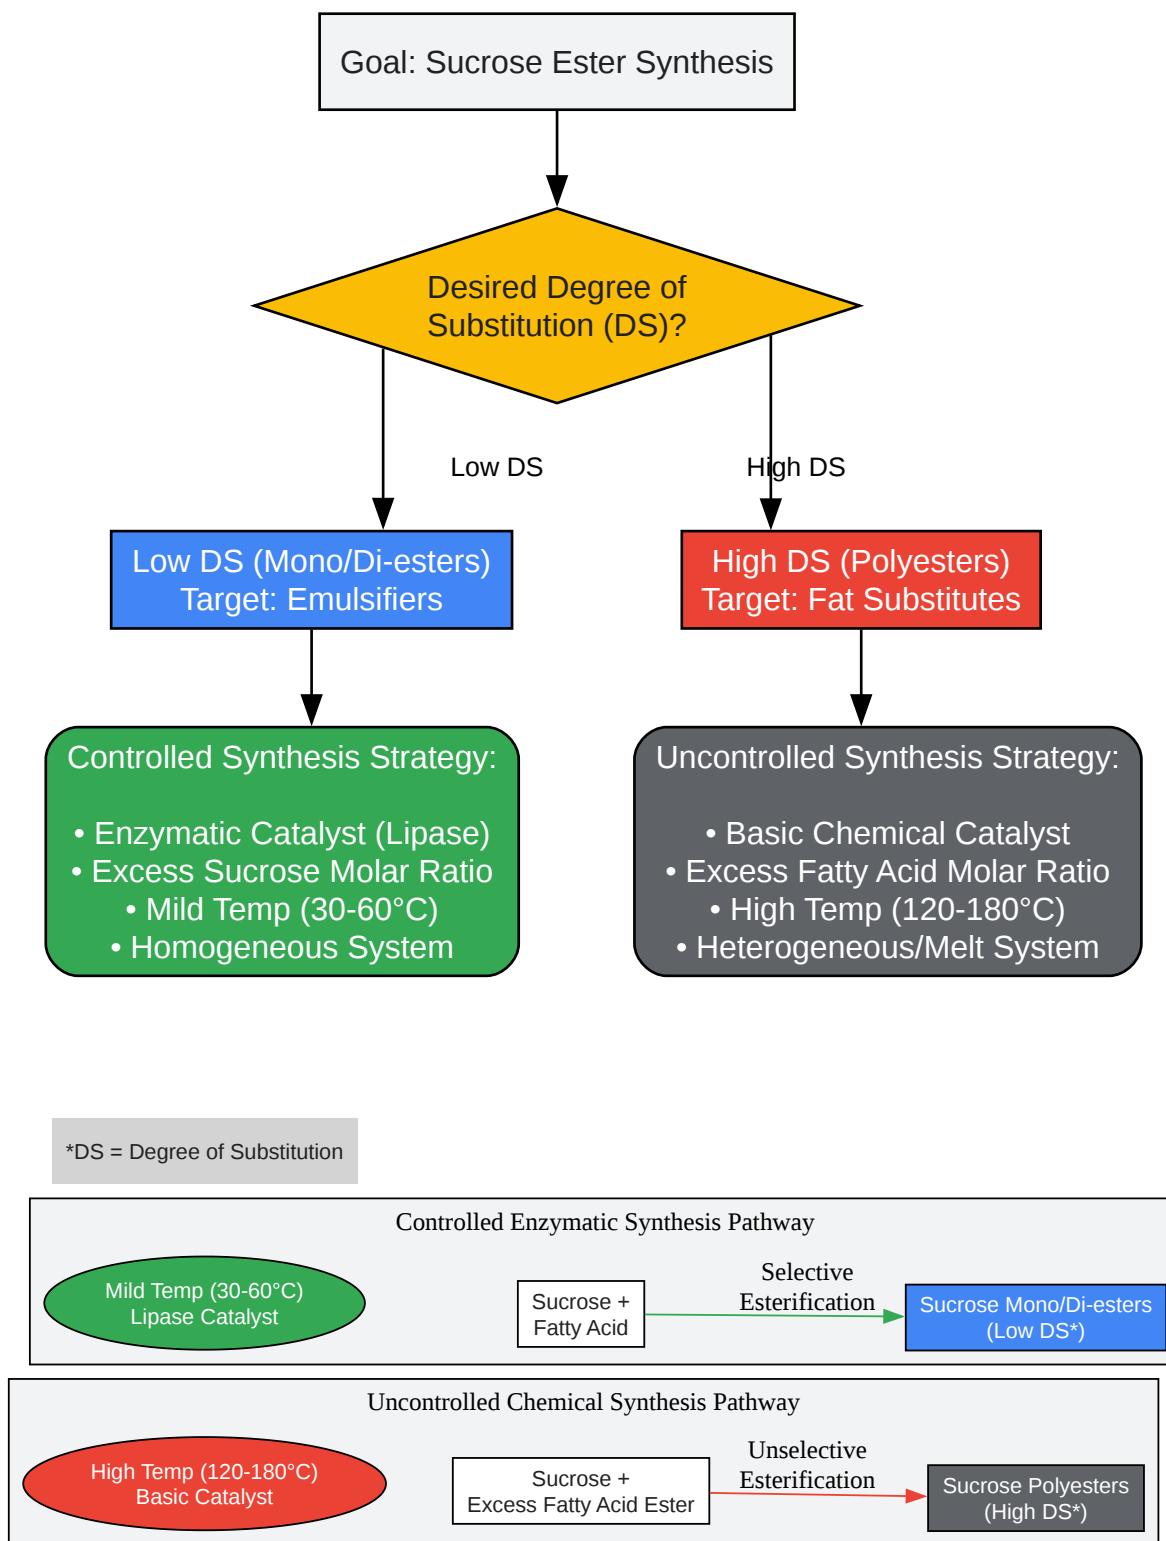 Goal: Sucrose Ester Synthesis
Desired Degree of
Substitution (DS)?
Low DS
High DS
Low DS (Mono/Di-esters)
Target: Emulsifiers
High DS (Polyesters)
Target: Fat Substitutes
Controlled Synthesis Strategy:
• Enzymatic Catalyst (Lipase)
• Excess Sucrose Molar Ratio
• Mild Temp (30-60°C)
• Homogeneous System
Uncontrolled Synthesis Strategy:
• Basic Chemical Catalyst
• Excess Fatty Acid Molar Ratio
• High Temp (120-180°C)
• Heterogeneous/Melt System
*DS = Degree of Substitution
Controlled Enzymatic Synthesis Pathway
Mild Temp (30-60°C)
Lipase Catalyst
Sucrose +
Fatty Acid
Selective
Esterification
Sucrose Mono/Di-esters
(Low DS*)
Uncontrolled Chemical Synthesis Pathway
High Temp (120-180°C)
Basic Catalyst
Sucrose +
Excess Fatty Acid Ester
Unselective
Esterification
Sucrose Polyesters
(High DS*)